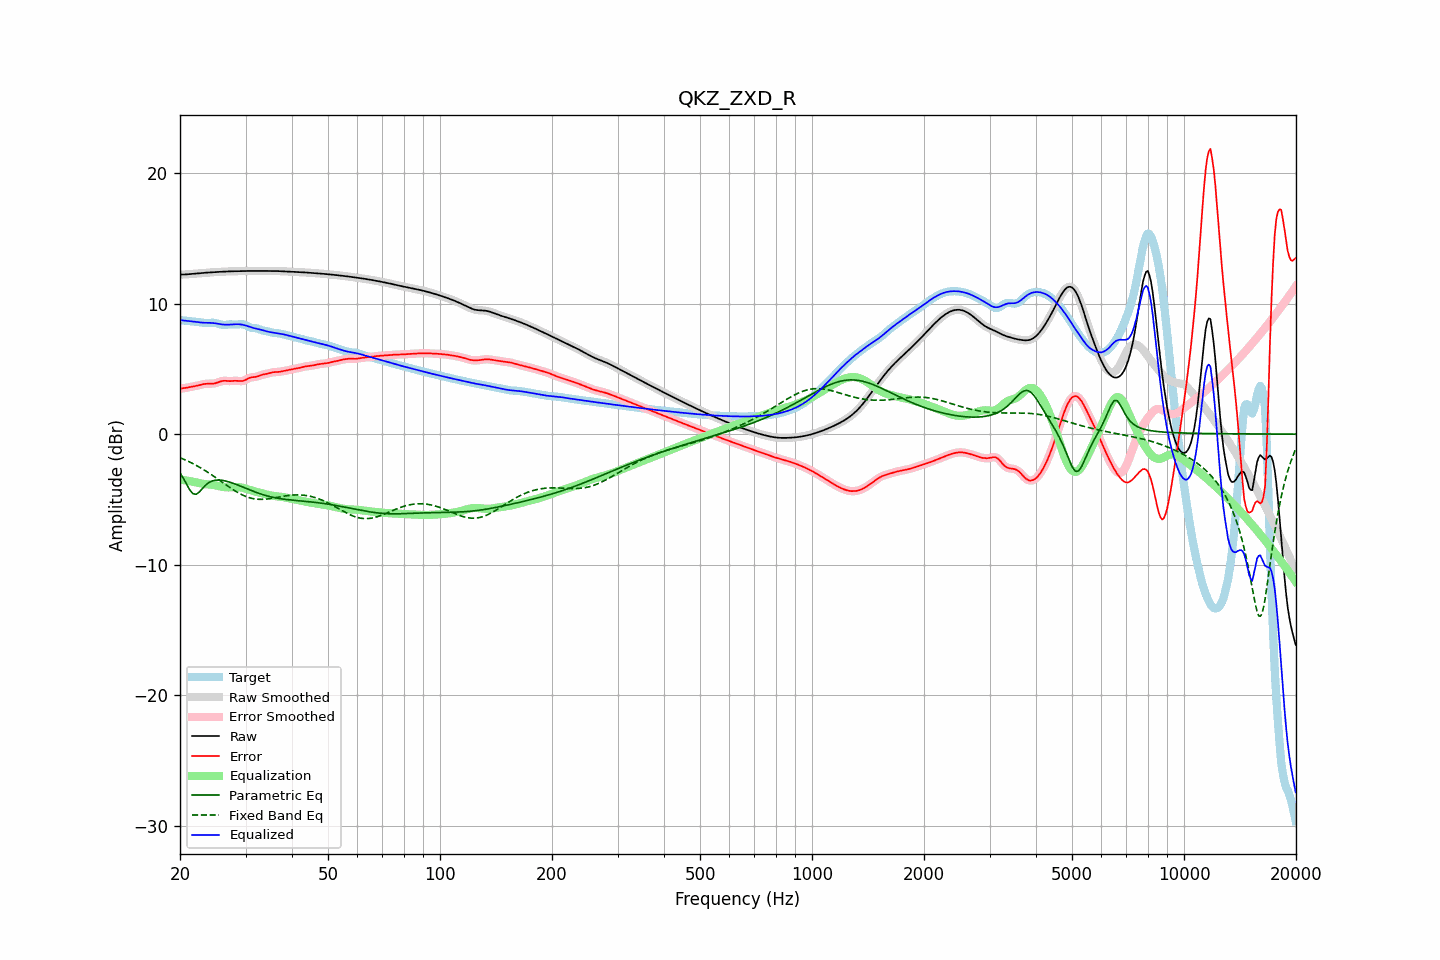 QKZ_ZXD_R
Amplitude (dBr)
20
10
0
−10
−20
−30
Target
Raw Smoothed
Error Smoothed
Raw
Error
Equalization
Parametric Eq
Fixed Band Eq
Equalized
20 50 100 200 500 1000 2000 5000 10000 20000
Frequency (Hz)